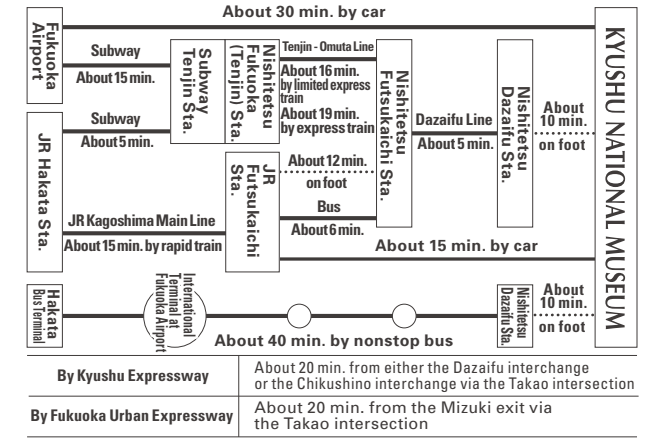 About 30 min. by car
Fukuoka
Airport
Subway
About 15 min.
Subway
Tenjin Sta.
Nishitetsu
Fukuoka
(Tenjin) Sta.
Tenjin - Omuta Line
About 16 min.
by limited express
train
About 19 min.
by express train
Nishitetsu
Futsukaichi Sta.
Dazaifu Line
About 5 min.
Nishitetsu
Dazaifu Sta.
About
10 min.
on foot
KYUSHU NATIONAL MUSEUM
JR Hakata Sta.
Subway
About 5 min.
JR Kagoshima Main Line
About 15 min. by rapid train
JR
Futsukaichi
Sta.
About 12 min.
on foot
Bus
About 6 min.
About 15 min. by car
Hakata
Bus Terminal
International
Terminal at
Fukuoka Airport
About 40 min. by nonstop bus
Nishitetsu
Dazaifu Sta.
About
10 min.
on foot
By Kyushu Expressway
About 20 min. from either the Dazaifu interchange
or the Chikushino interchange via the Takao intersection
By Fukuoka Urban Expressway
About 20 min. from the Mizuki exit via
the Takao intersection